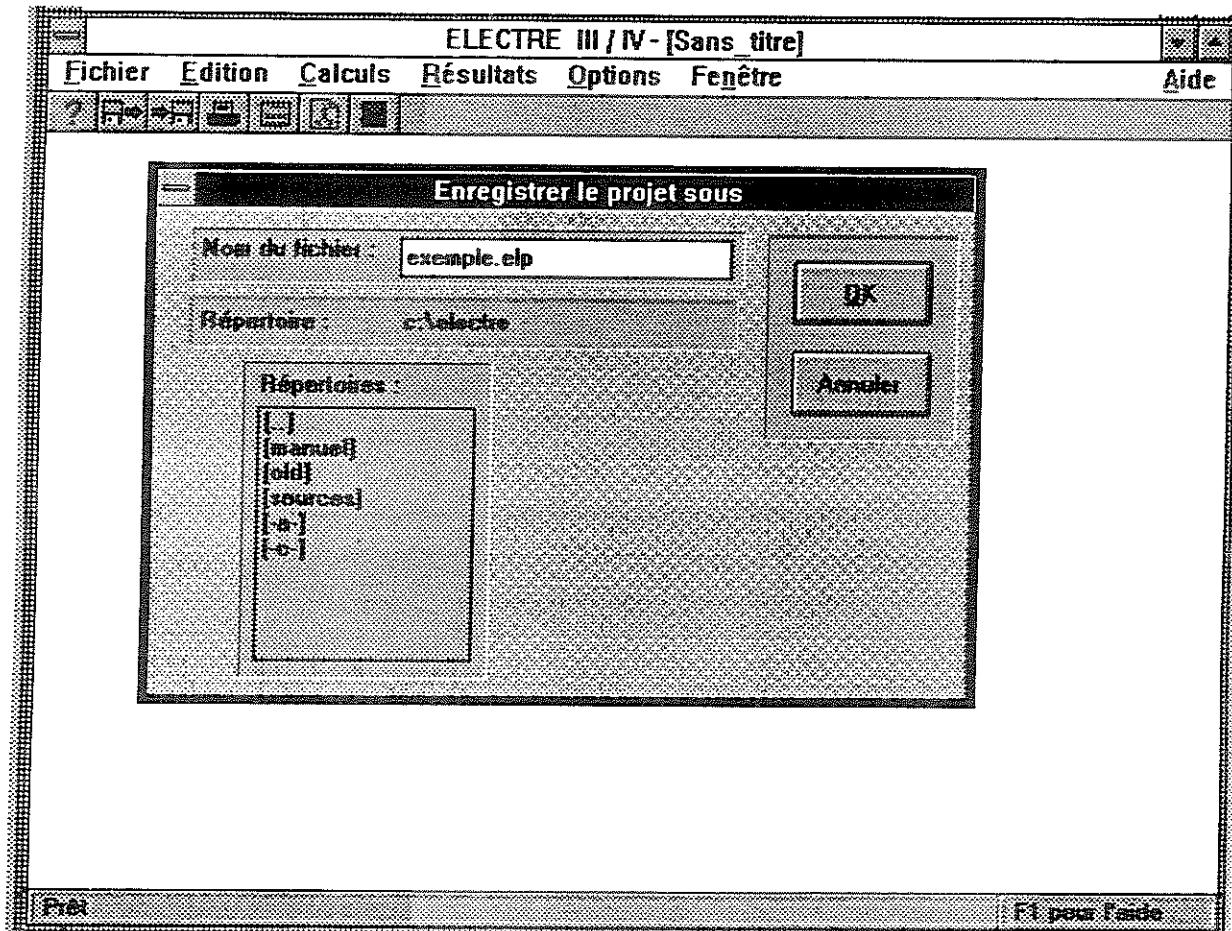 ELECTRE III / IV - [Sans_titre]
Fichier Edition Calculs Résultats Options Fenêtre Aide
?
Enregistrer le projet sous
Nom du fichier : exemple.elp
OK
Répertoire : c:\electre
Annuler
Répertoires :
[..]
[manuel]
[old]
[sources]
[-a-]
[-c-]
Prêt F1 pour l'aide